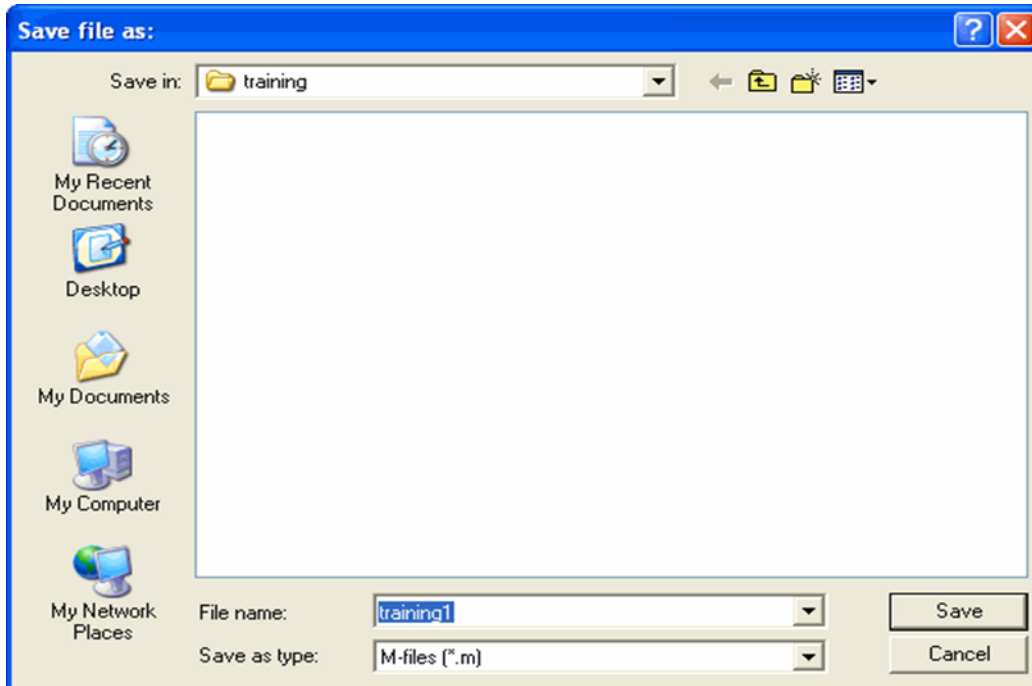 Save file as:
Save in:
training
My Recent
Documents
Desktop
My Documents
My Computer
My Network
Places
File name:
training1
Save
Save as type:
M-files (*.m)
Cancel